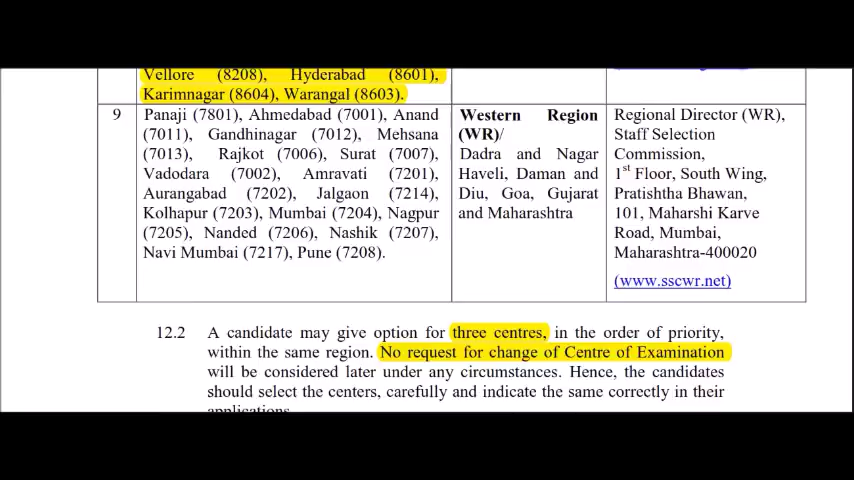 Vellore (8208), Hyderabad (8601),
Karimnagar (8604), Warangal (8603).
9
Panaji (7801), Ahmedabad (7001), Anand
(7011), Gandhinagar (7012), Mehsana
(7013), Rajkot (7006), Surat (7007),
Vadodara (7002), Amravati (7201),
Aurangabad (7202), Jalgaon (7214),
Kolhapur (7203), Mumbai (7204), Nagpur
(7205), Nanded (7206), Nashik (7207),
Navi Mumbai (7217), Pune (7208).
Western Region
(WR)/
Dadra and Nagar
Haveli, Daman and
Diu, Goa, Gujarat
and Maharashtra
Regional Director (WR),
Staff Selection
Commission,
1st Floor, South Wing,
Pratishtha Bhawan,
101, Maharshi Karve
Road, Mumbai,
Maharashtra-400020
(www.sscwr.net)
12.2 A candidate may give option for three centres, in the order of priority,
within the same region. No request for change of Centre of Examination
will be considered later under any circumstances. Hence, the candidates
should select the centers, carefully and indicate the same correctly in their
applications